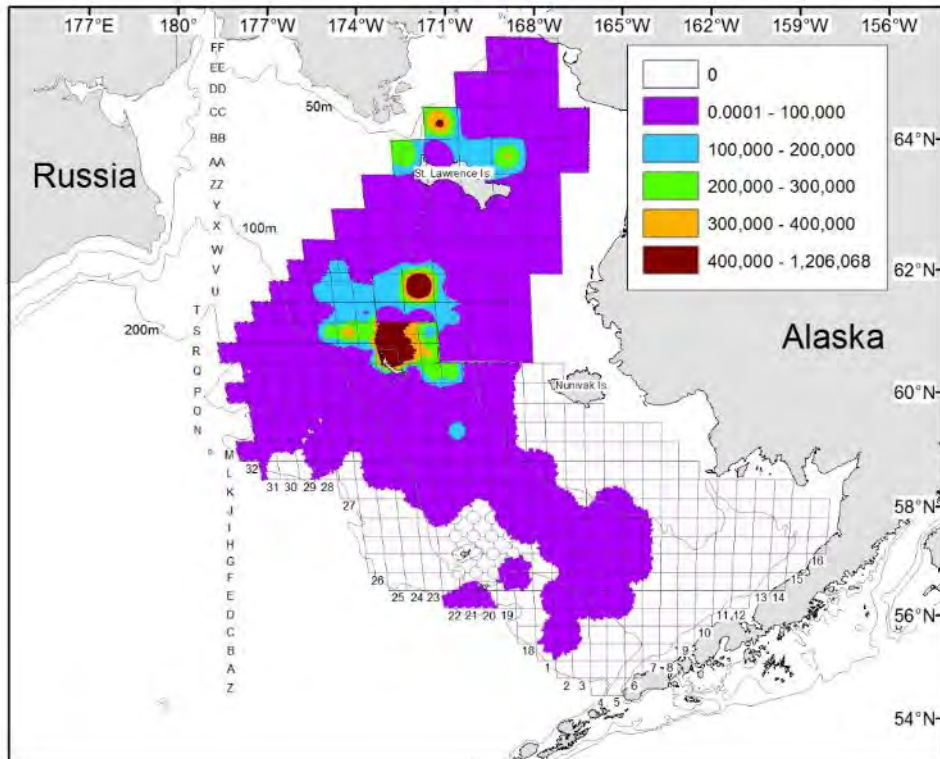 177°E 180° 177°W 174°W 171°W 168°W 165°W 162°W 159°W 156°W
FF
EE
DD
CC
BB
AA
ZZ
Y
X
W
V
U
T
S
R
Q
P
O
N
M
L
K
J
I
H
G
F
E
D
C
B
A
Z
50m
100m
200m
Russia
Alaska
St. Lawrence Is.
Nunivak Is.
0
0.0001 - 100,000
100,000 - 200,000
200,000 - 300,000
300,000 - 400,000
400,000 - 1,206,068
64°N
62°N
60°N
58°N
56°N
54°N
32
31 30 29 28
27
26
25 24 23
22 21 20 19
18
1
2 3
4 5
6
7
8
9
10
11 12
13 14
15
16